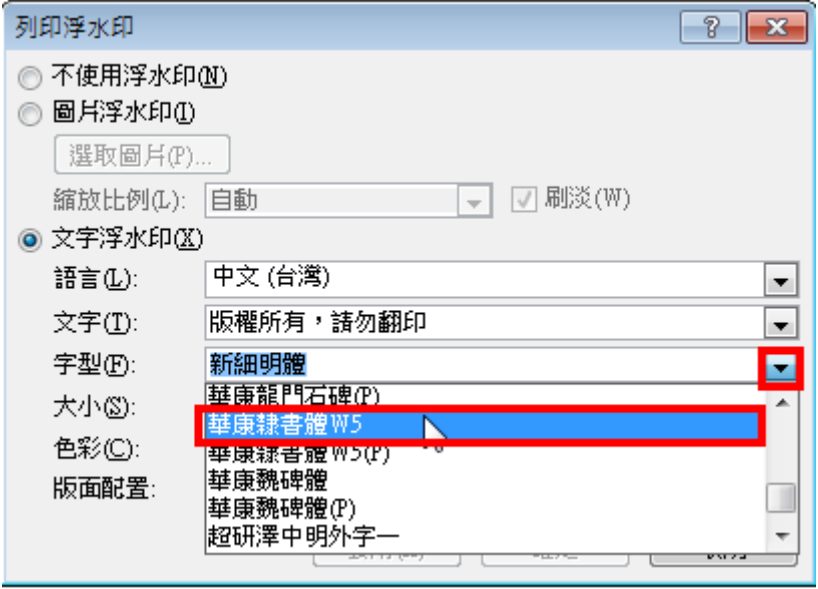 列印浮水印
不使用浮水印(N)
圖片浮水印(I)
選取圖片(P)...
縮放比例(L): 自動 刷淡(W)
文字浮水印(X)
語言(L): 中文 (台灣)
文字(T): 版權所有，請勿翻印
字型(F): 新細明體
華康龍門石碑(P)
大小(S):
華康隸書體W5
色彩(C):
華康隸書體W5(P)
版面配置:
華康魏碑體
華康魏碑體(P)
超研澤中明外字一